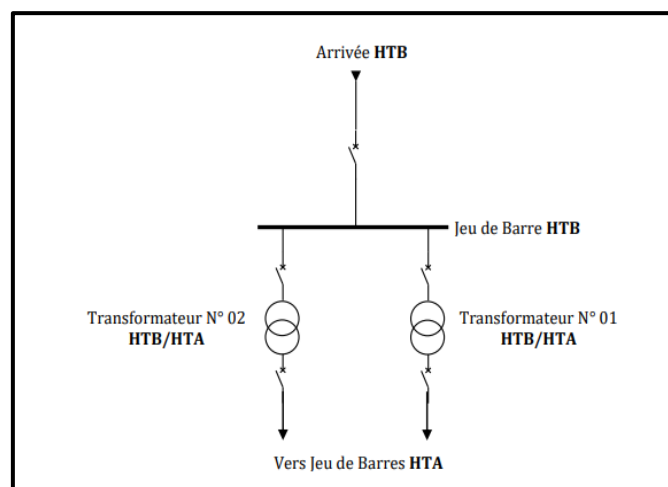 Arrivée HTB
Jeu de Barre HTB
Transformateur N° 02
HTB/HTA
Transformateur N° 01
HTB/HTA
Vers Jeu de Barres HTA